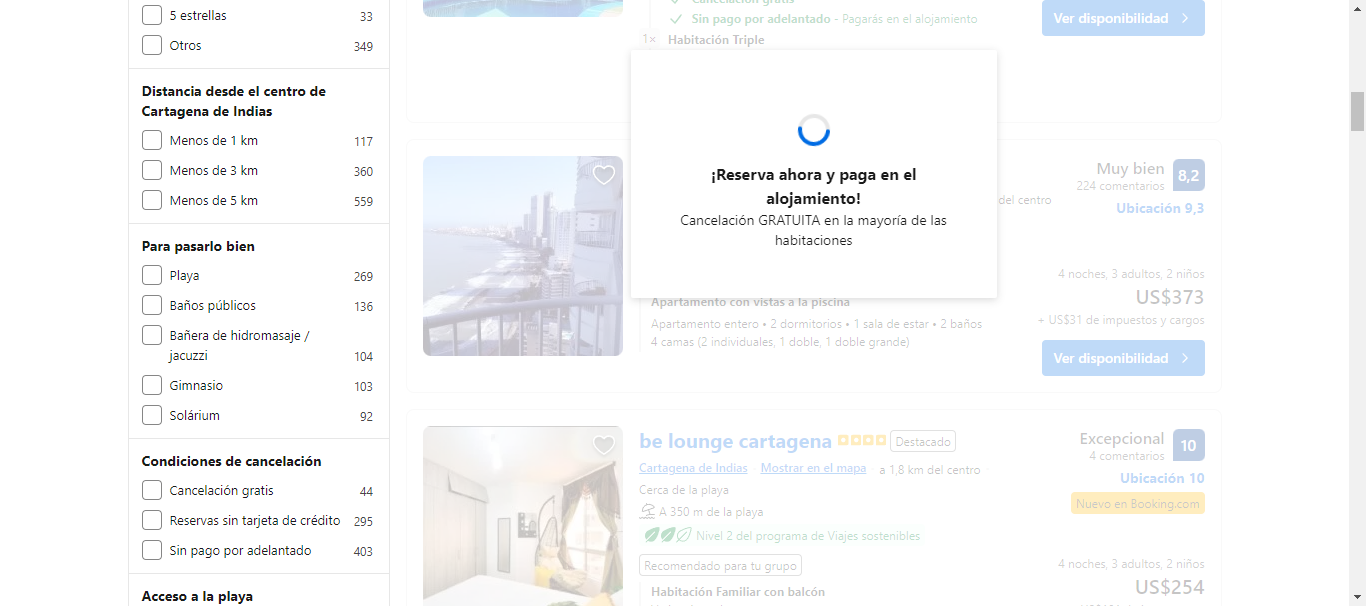 5 estrellas 33
Otros 349
Distancia desde el centro de
Cartagena de Indias
Menos de 1 km 117
Menos de 3 km 360
Menos de 5 km 559
Para pasarlo bien
Playa 269
Baños públicos 136
Bañera de hidromasaje /
jacuzzi 104
Gimnasio 103
Solárium 92
Condiciones de cancelación
Cancelación gratis 44
Reservas sin tarjeta de crédito 295
Sin pago por adelantado 403
Acceso a la playa
Cancelación gratis
Sin pago por adelantado - Pagarás en el alojamiento
1× Habitación Triple
Ver disponibilidad
¡Reserva ahora y paga en el
alojamiento!
Cancelación GRATUITA en la mayoría de las
habitaciones
Muy bien 8,2
224 comentarios
del centro
Ubicación 9,3
4 noches, 3 adultos, 2 niños
US$373
+ US$31 de impuestos y cargos
Apartamento con vistas a la piscina
Apartamento entero • 2 dormitorios • 1 sala de estar • 2 baños
4 camas (2 individuales, 1 doble, 1 doble grande)
Ver disponibilidad
be lounge cartagena Destacado
Cartagena de Indias Mostrar en el mapa a 1,8 km del centro
Cerca de la playa
A 350 m de la playa
Nivel 2 del programa de Viajes sostenibles
Recomendado para tu grupo
Habitación Familiar con balcón
Excepcional 10
4 comentarios
Ubicación 10
Nuevo en Booking.com
4 noches, 3 adultos, 2 niños
US$254